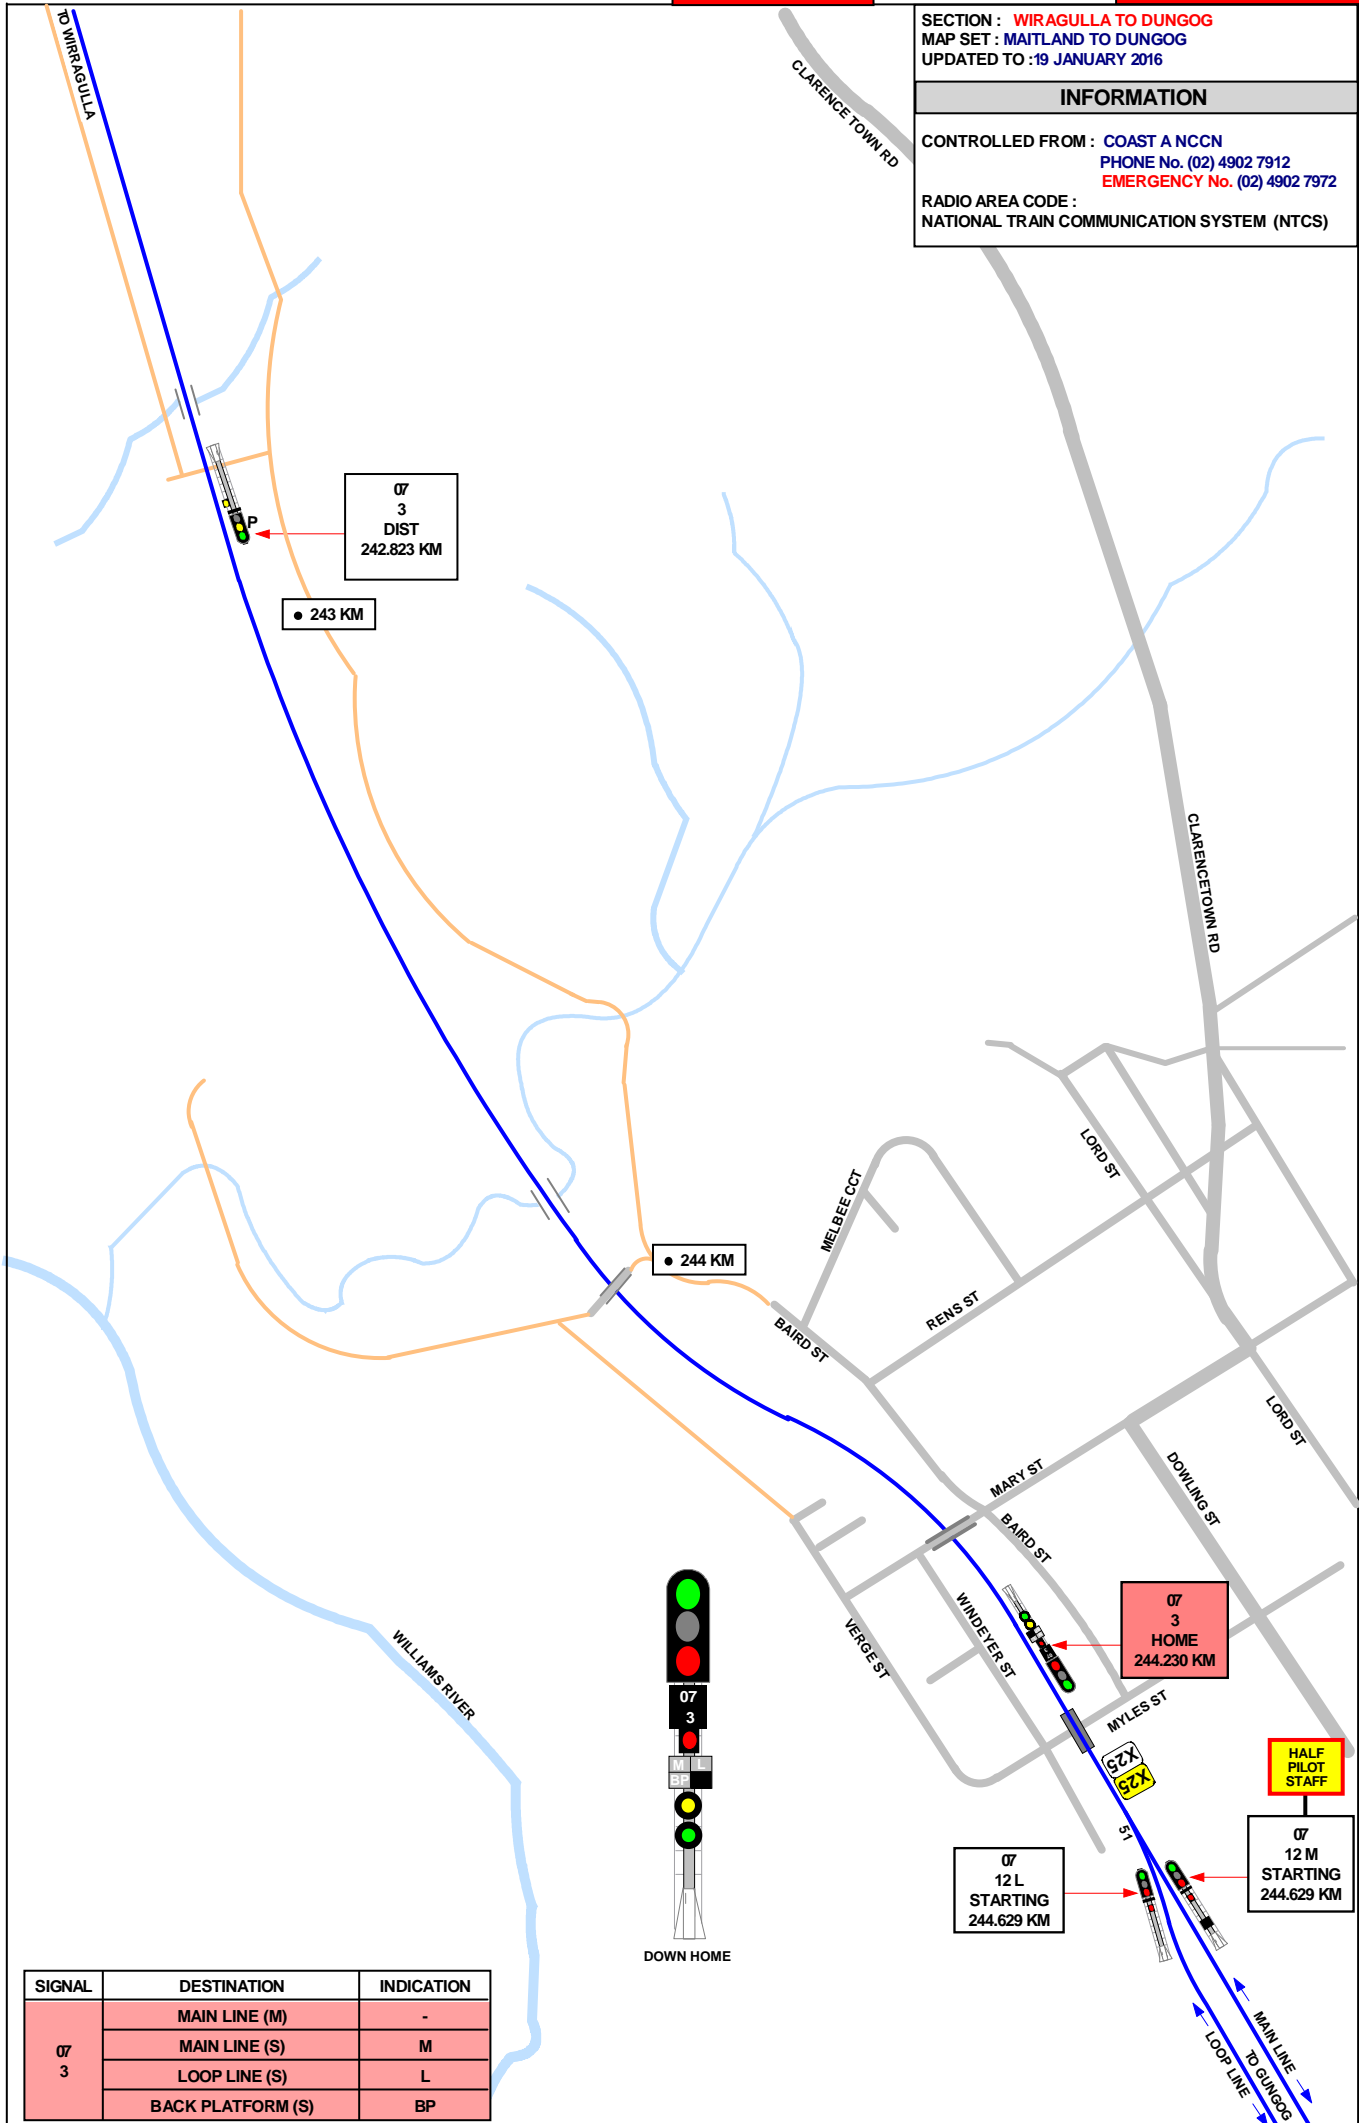 SECTION : WIRAGULLA TO DUNGOG
MAP SET : MAITLAND TO DUNGOG
UPDATED TO :19 JANUARY 2016
INFORMATION
CONTROLLED FROM : COAST A NCCN
PHONE No. (02) 4902 7912
EMERGENCY No. (02) 4902 7972
RADIO AREA CODE :
NATIONAL TRAIN COMMUNICATION SYSTEM (NTCS)
TO WIRRAGULLA
CLARENCE TOWN RD
07
3
DIST
242.823 KM
P
243 KM
CLARENCETOWN RD
LORD ST
MELBEE CCT
244 KM
RENS ST
BAIRD ST
LORD ST
MARY ST
DOWLING ST
BAIRD ST
WINDEYER ST
VERGE ST
07
3
HOME
244.230 KM
MYLES ST
WILLIAMS RIVER
07
3
M L
BP
DOWN HOME
X25
X25
51
HALF
PILOT
STAFF
07
12 M
STARTING
244.629 KM
07
12 L
STARTING
244.629 KM
MAIN LINE
LOOP LINE
TO GUNGOG
SIGNAL DESTINATION INDICATION
07
3
MAIN LINE (M) -
MAIN LINE (S) M
LOOP LINE (S) L
BACK PLATFORM (S) BP